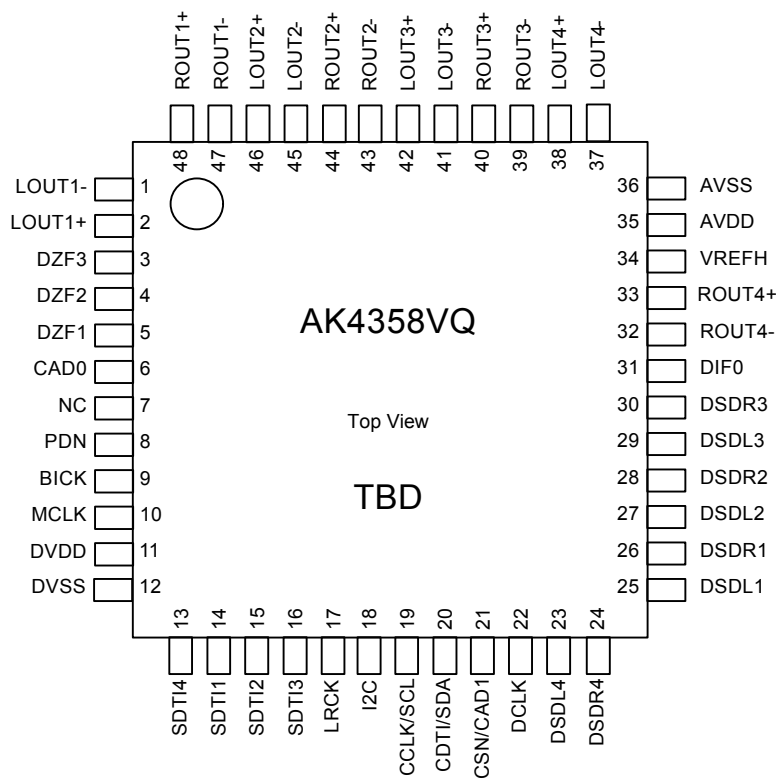 ROUT1+ ROUT1- LOUT2+ LOUT2- ROUT2+ ROUT2- LOUT3+ LOUT3- ROUT3+ ROUT3- LOUT4+ LOUT4-
48 47 46 45 44 43 42 41 40 39 38 37
LOUT1- 1 36 AVSS
LOUT1+ 2 35 AVDD
DZF3 3 34 VREFH
DZF2 4 33 ROUT4+
DZF1 5 32 ROUT4-
AK4358VQ
CAD0 6 31 DIF0
NC 7 30 DSDR3
Top View
PDN 8 29 DSDL3
BICK 9 28 DSDR2
TBD
MCLK 10 27 DSDL2
DVDD 11 26 DSDR1
DVSS 12 25 DSDL1
13 14 15 16 17 18 19 20 21 22 23 24
SDTI4 SDTI1 SDTI2 SDTI3 LRCK I2C CCLK/SCL CDTI/SDA CSN/CAD1 DCLK DSDL4 DSDR4